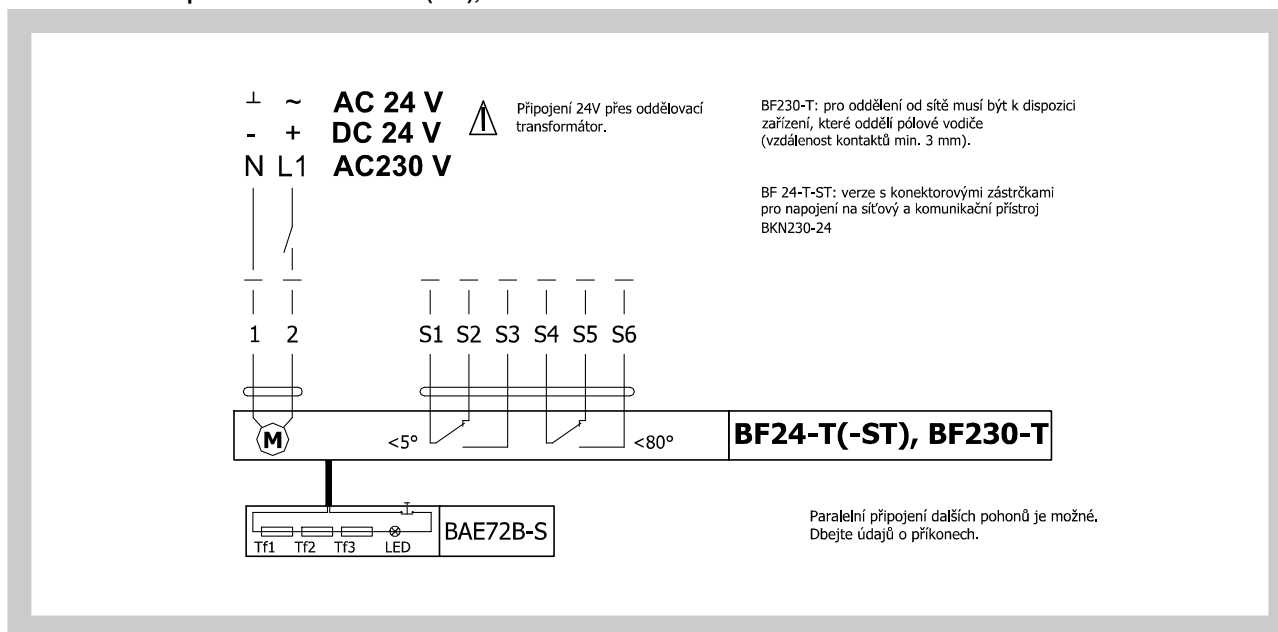 ⊥ ~ AC 24 V
- + DC 24 V
N L1 AC230 V
Připojení 24V přes oddělovací
transformátor.
BF230-T: pro oddělení od sítě musí být k dispozici
zařízení, které oddělí pólové vodiče
(vzdálenost kontaktů min. 3 mm).
BF 24-T-ST: verze s konektorovými zástrčkami
pro napojení na síťový a komunikační přístroj
BKN230-24
1 2 S1 S2 S3 S4 S5 S6
M <5° <80° BF24-T(-ST), BF230-T
Tf1 Tf2 Tf3 LED BAE72B-S
Paralelní připojení dalších pohonů je možné.
Dbejte údajů o příkonech.